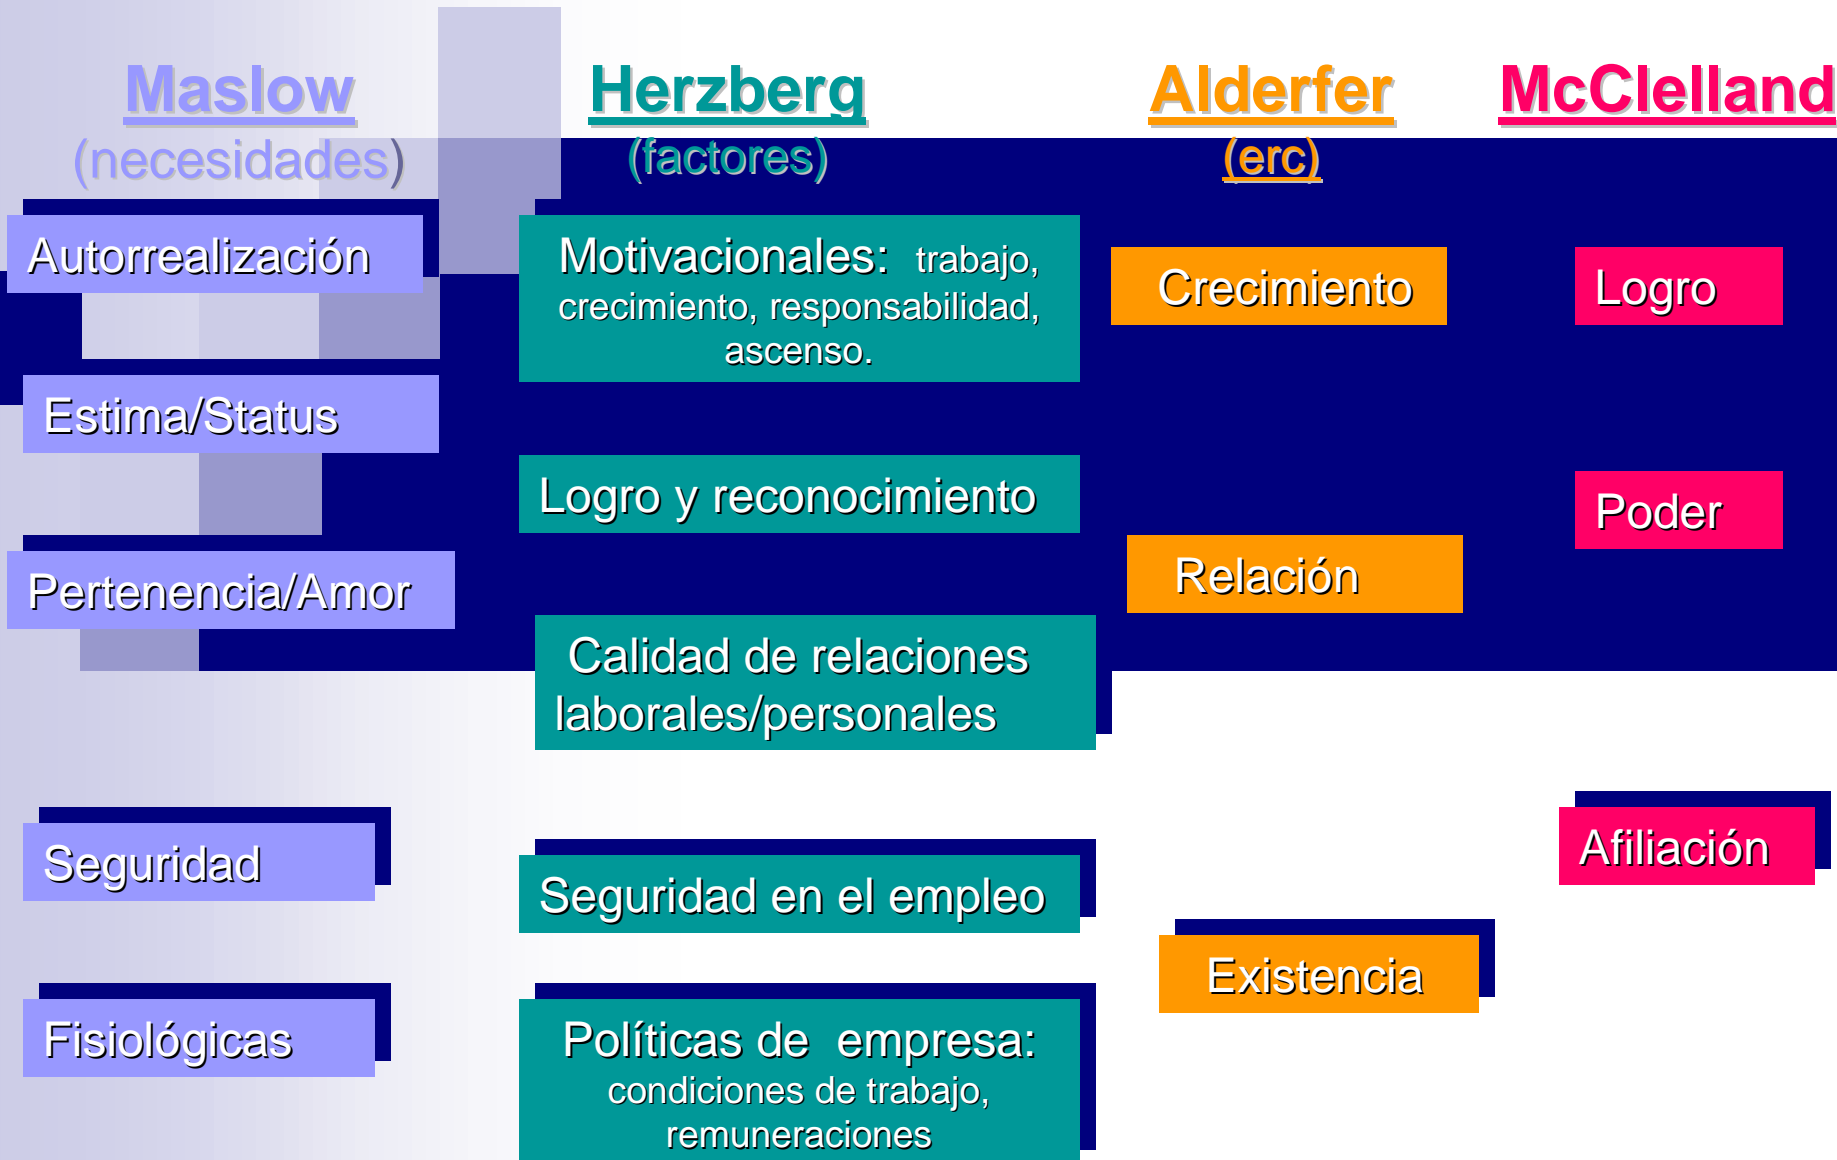 Maslow
(necesidades)
Autorrealización
Estima/Status
Pertenencia/Amor
Seguridad
Fisiológicas
Herzberg
(factores)
Motivacionales: trabajo,
crecimiento, responsabilidad,
ascenso.
Logro y reconocimiento
Calidad de relaciones
laborales/personales
Seguridad en el empleo
Políticas de empresa:
condiciones de trabajo,
remuneraciones
Alderfer
(erc)
Crecimiento
Relación
Existencia
McClelland
Logro
Poder
Afiliación